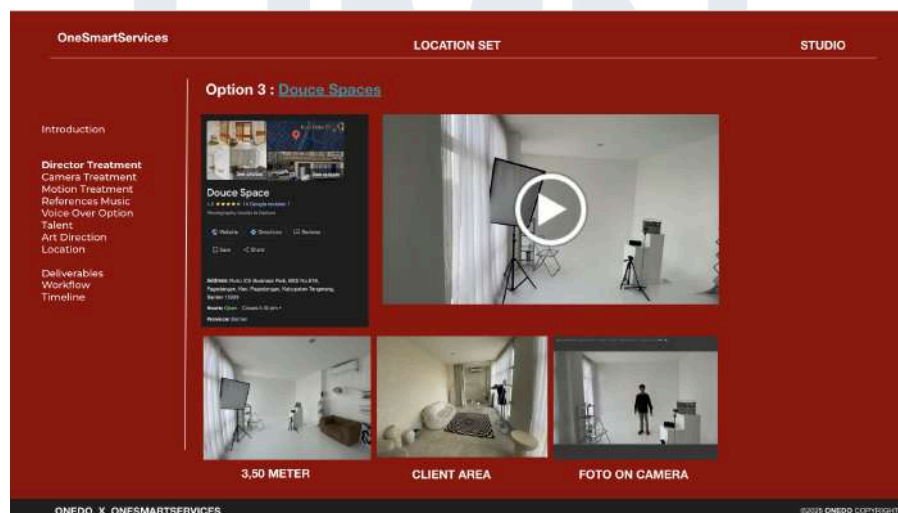 OneSmartServices
LOCATION SET
STUDIO
Option 3 : Douce Spaces
Introduction
Director Treatment
Camera Treatment
Motion Treatment
References Music
Voice Over Option
Talent
Art Direction
Location
Deliverables
Workflow
Timeline
Douce Space
Website
Directions
Save
Share
3,50 METER
CLIENT AREA
FOTO ON CAMERA
ONEDO X ONESMARTSERVICES
©2025 ONEDO COPYRIGHT